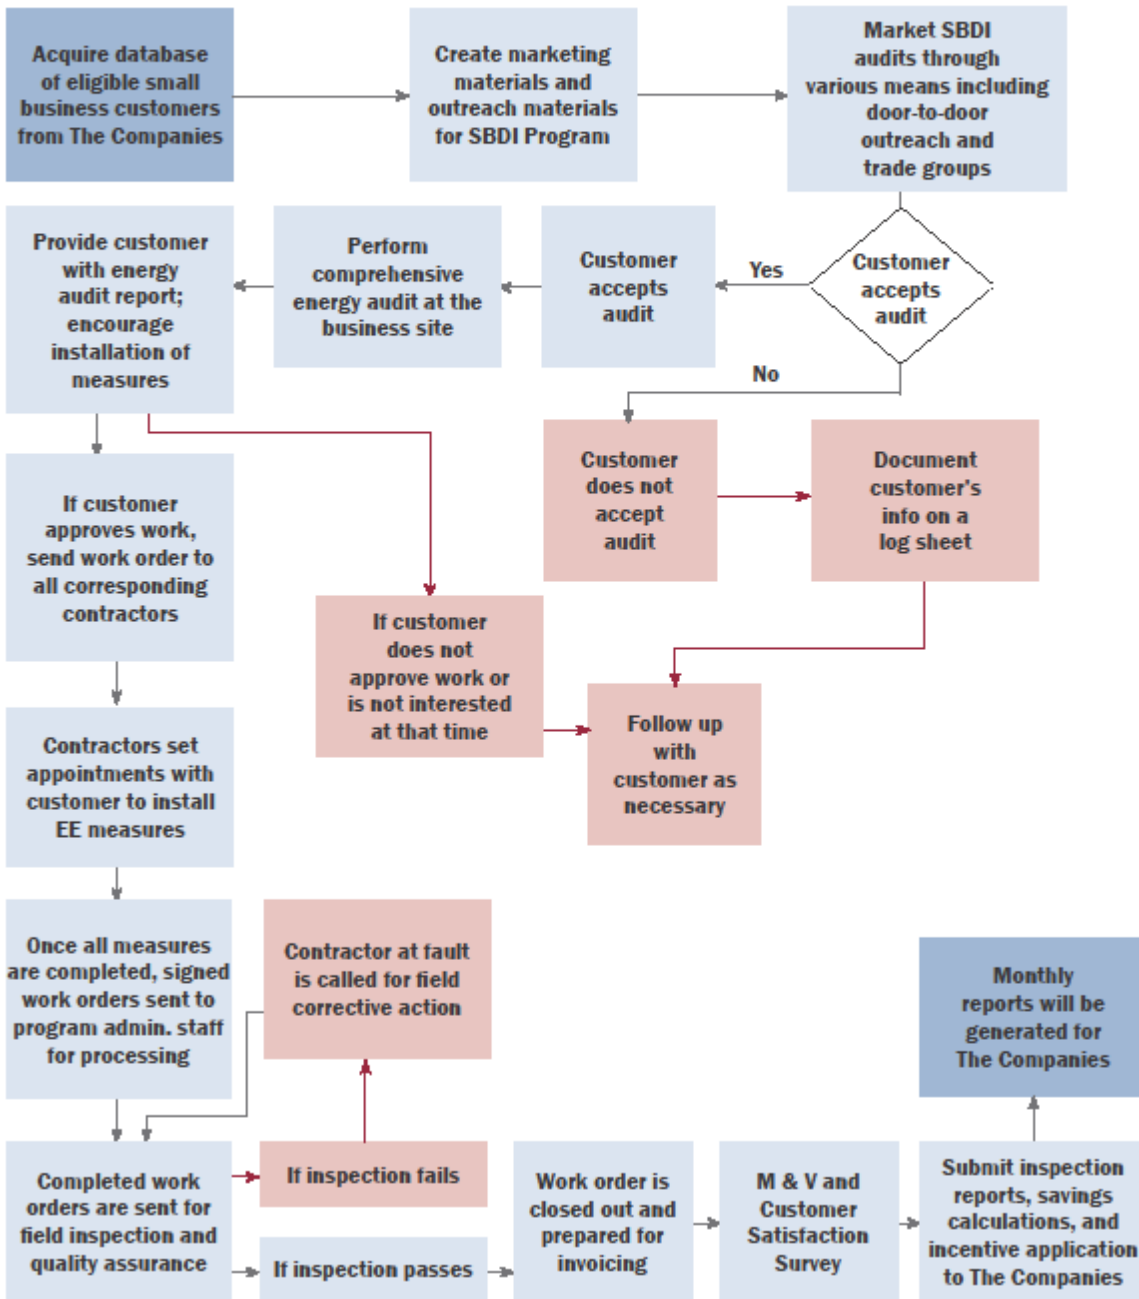 Acquire database
of eligible small
business customers
from The Companies
Create marketing
materials and
outreach materials
for SBDI Program
Market SBDI
audits through
various means including
door-to-door
outreach and
trade groups
Customer
accepts
audit
Yes
Customer
accepts
audit
Perform
comprehensive
energy audit at the
business site
Provide customer
with energy
audit report;
encourage
installation of
measures
No
Customer
does not
accept
audit
Document
customer's
info on a
log sheet
If customer
approves work,
send work order to
all corresponding
contractors
If customer
does not
approve work or
is not interested
at that time
Follow up
with
customer as
necessary
Contractors set
appointments with
customer to install
EE measures
Once all measures
are completed, signed
work orders sent to
program admin. staff
for processing
Contractor at fault
is called for field
corrective action
Completed work
orders are sent for
field inspection and
quality assurance
If inspection fails
If inspection passes
Work order is
closed out and
prepared for
invoicing
M & V and
Customer
Satisfaction
Survey
Submit inspection
reports, savings
calculations, and
incentive application
to The Companies
Monthly
reports will be
generated for
The Companies